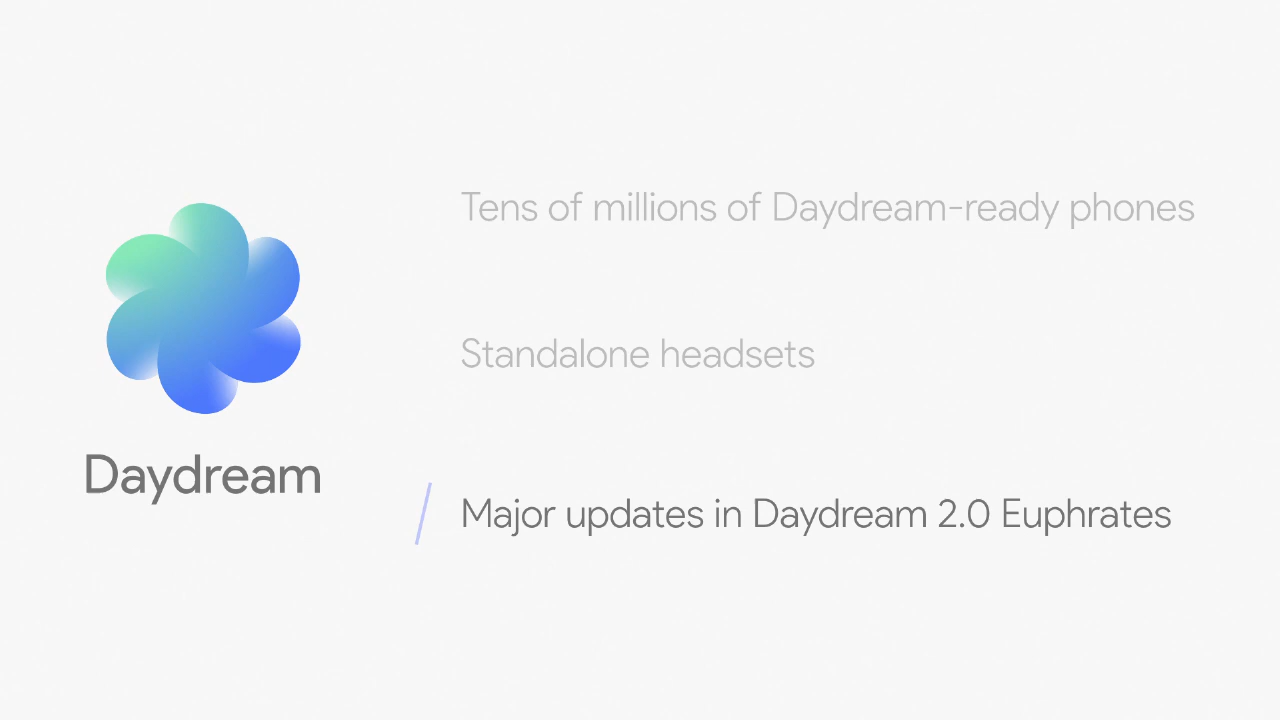 Tens of millions of Daydream-ready phones
Standalone headsets
Daydream
Major updates in Daydream 2.0 Euphrates